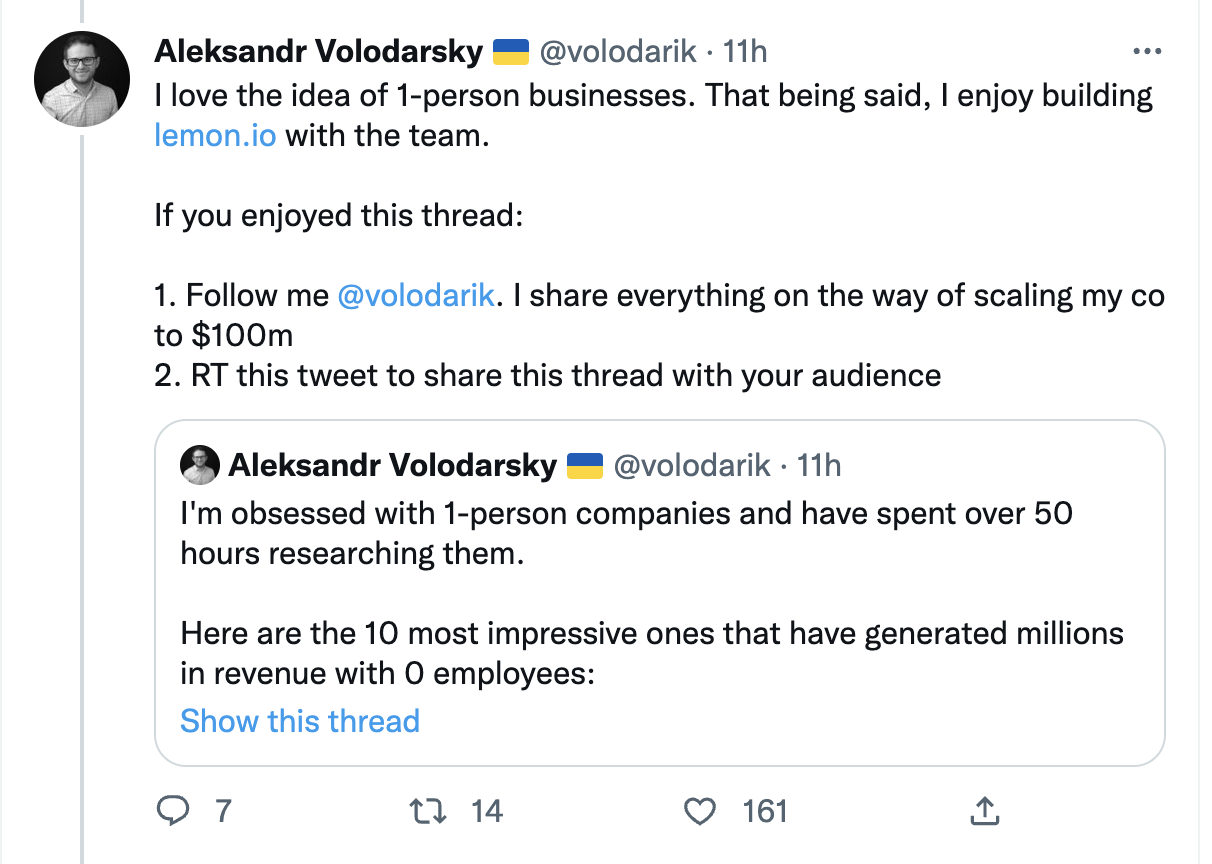 Aleksandr Volodarsky 🇺🇦 @volodarik · 11h
I love the idea of 1-person businesses. That being said, I enjoy building
lemon.io with the team.
If you enjoyed this thread:
1. Follow me @volodarik. I share everything on the way of scaling my co
to $100m
2. RT this tweet to share this thread with your audience
Aleksandr Volodarsky 🇺🇦 @volodarik · 11h
I'm obsessed with 1-person companies and have spent over 50
hours researching them.
Here are the 10 most impressive ones that have generated millions
in revenue with 0 employees:
Show this thread
7 14 161